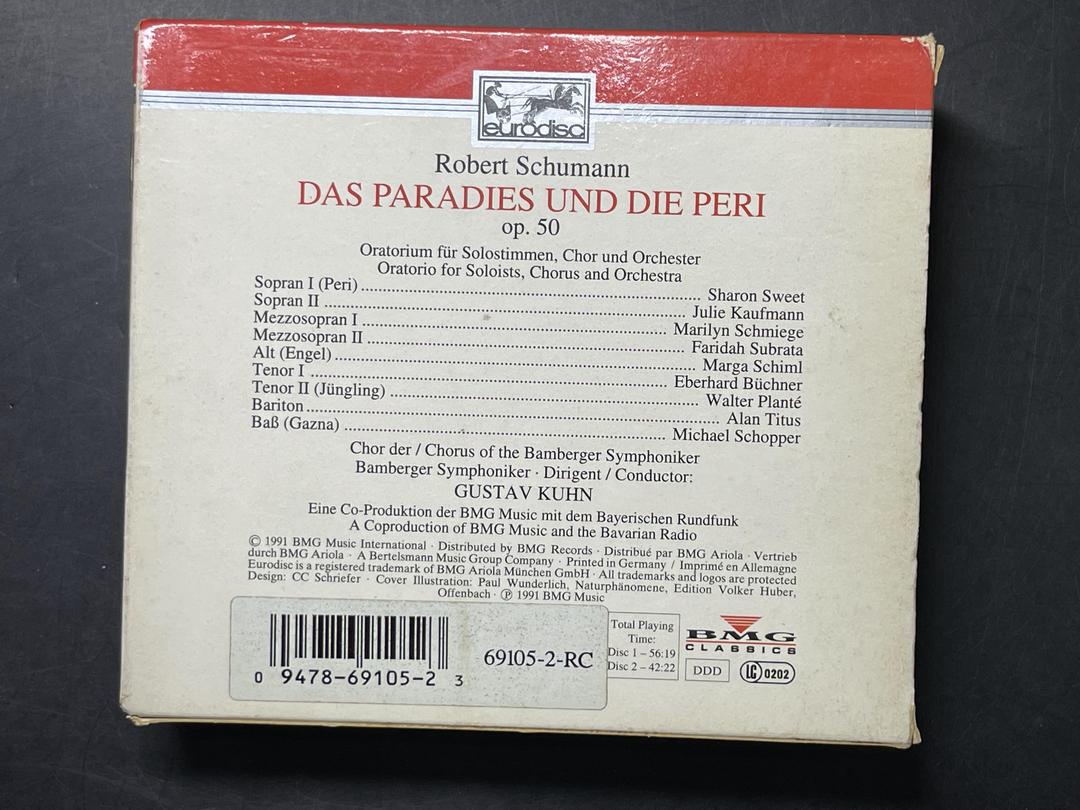 eurodisc
Robert Schumann
DAS PARADIES UND DIE PERI
op. 50
Oratorium für Solostimmen, Chor und Orchester
Oratorio for Soloists, Chorus and Orchestra
Sopran I (Peri) ........ Sharon Sweet
Sopran II ........ Julie Kaufmann
Mezzosopran I ........ Marilyn Schmiege
Mezzosopran II ........ Faridah Subrata
Alt (Engel) ........ Marga Schiml
Tenor I ........ Eberhard Büchner
Tenor II (Jüngling) ........ Walter Planté
Bariton ........ Alan Titus
Baß (Gazna) ........ Michael Schopper
Chor der / Chorus of the Bamberger Symphoniker
Bamberger Symphoniker · Dirigent / Conductor:
GUSTAV KUHN
Eine Co-Produktion der BMG Music mit dem Bayerischen Rundfunk
A Coproduction of BMG Music and the Bavarian Radio
© 1991 BMG Music International · Distributed by BMG Records · Distribué par BMG Ariola · Vertrieb
durch BMG Ariola · A Bertelsmann Music Group Company · Printed in Germany / Imprimé en Allemagne
Eurodisc is a registered trademark of BMG Ariola München GmbH · All trademarks and logos are protected
Design: CC Schriefer · Cover Illustration: Paul Wunderlich, Naturphänomene, Edition Volker Huber,
Offenbach · ℗ 1991 BMG Music
69105-2-RC
0 9478-69105-2 3
Total Playing
Time:
Disc 1 – 56:19
Disc 2 – 42:22
BMG
CLASSICS
DDD
LC 0202